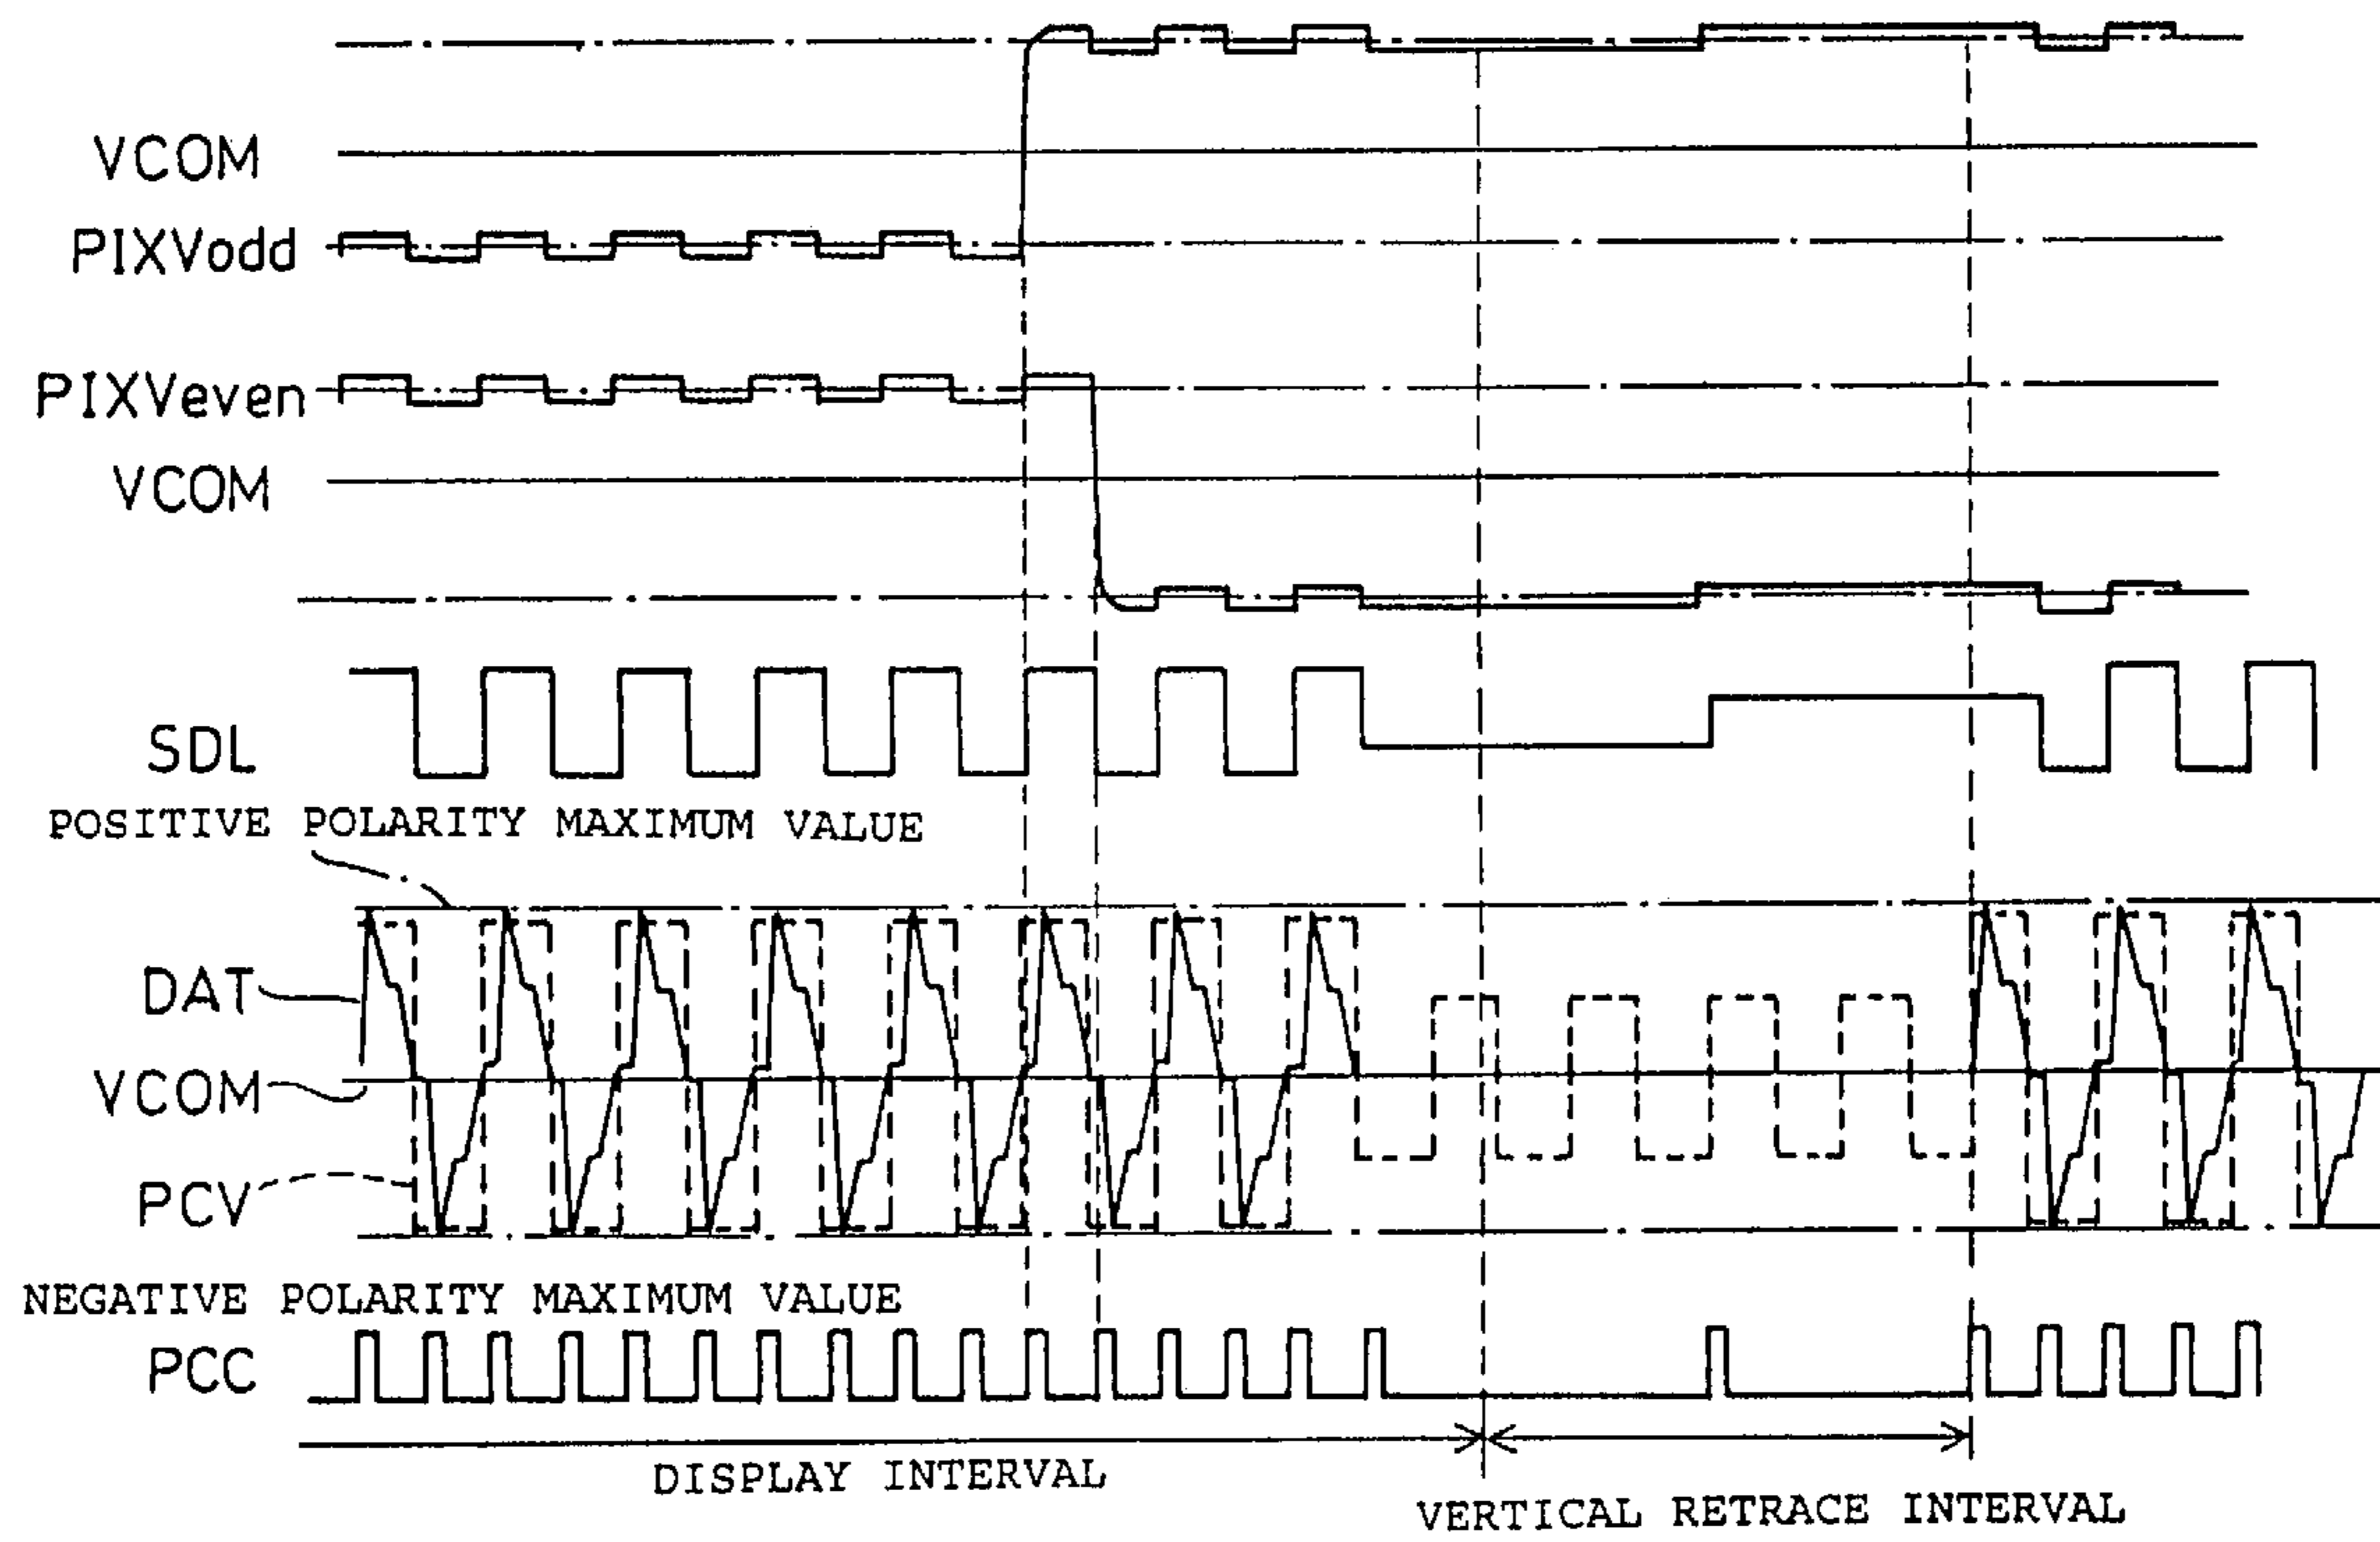 VCOM
PIXVodd
PIXVeven
VCOM
SDL
POSITIVE POLARITY MAXIMUM VALUE
DAT
VCOM
PCV
NEGATIVE POLARITY MAXIMUM VALUE
PCC
DISPLAY INTERVAL
VERTICAL RETRACE INTERVAL